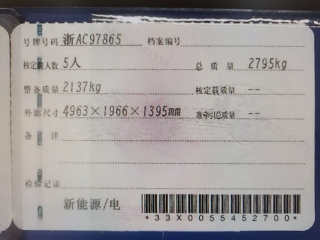 号牌号码 浙AC97865 档案编号
核定载人数 5人 总质量 2795kg
整备质量 2137kg 核定载质量 --
外廓尺寸 4963×1966×1395mm 准牵引总质量 --
备注
检验记录
新能源/电
*33X0055452700*